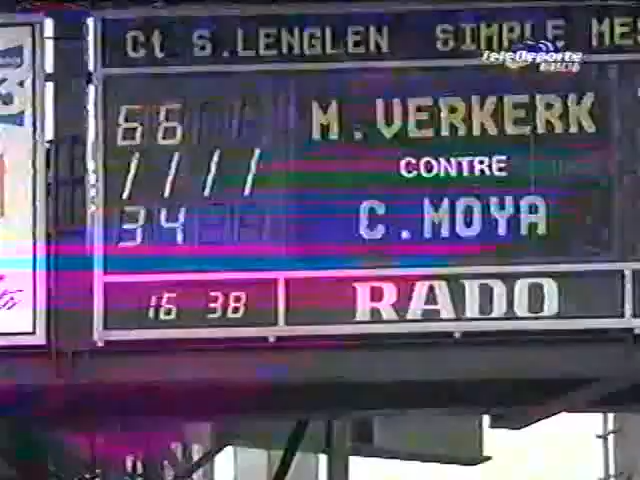 Ct S.LENGLEN SIMPLE MES
teledeporte
66 M.VERKERK
//// CONTRE
34 C.MOYA
16 38 RADO